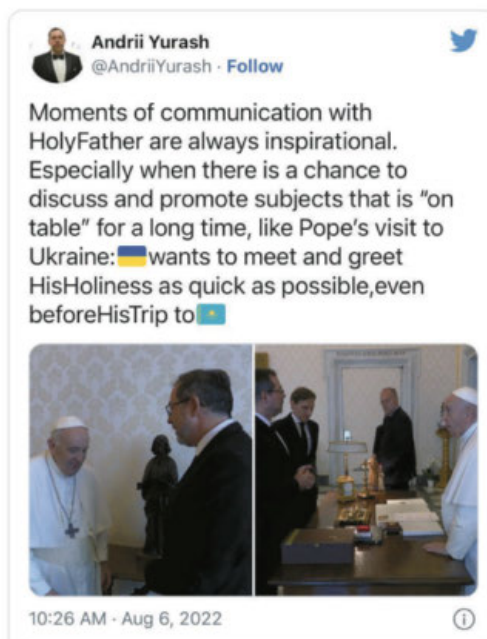 Andrii Yurash
@AndriiYurash · Follow
Moments of communication with
HolyFather are always inspirational.
Especially when there is a chance to
discuss and promote subjects that is "on
table" for a long time, like Pope's visit to
Ukraine:🇺🇦wants to meet and greet
HisHoliness as quick as possible,even
beforeHisTrip to🇰🇿
10:26 AM · Aug 6, 2022